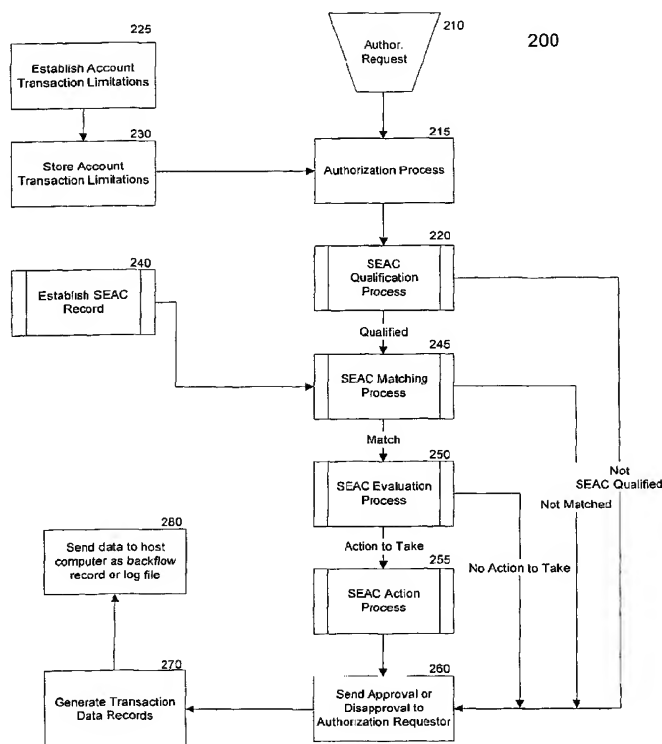 200
210
Author.
Request
225
Establish Account
Transaction Limitations
230
Store Account
Transaction Limitations
215
Authorization Process
220
SEAC
Qualification
Process
Qualified
240
Establish SEAC
Record
245
SEAC Matching
Process
Match
250
SEAC Evaluation
Process
Not
SEAC Qualified
Not Matched
No Action to Take
Action to Take
255
SEAC Action
Process
280
Send data to host
computer as backflow
record or log file
260
Send Approval or
Disapproval to
Authorization Requestor
270
Generate Transaction
Data Records